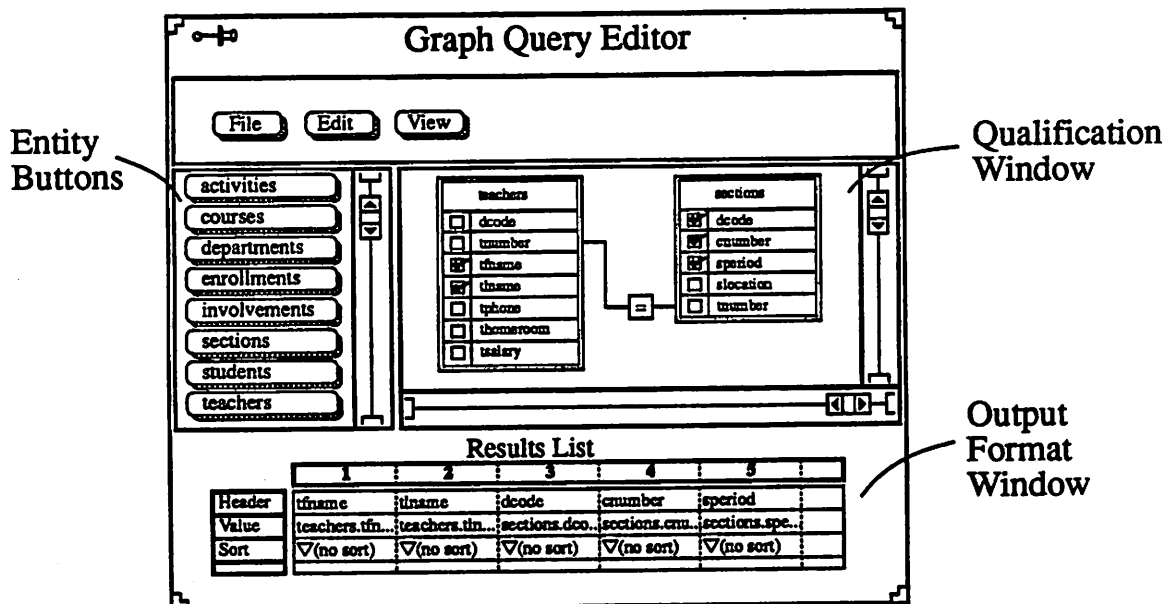 Graph Query Editor
File Edit View
Entity
Buttons
Qualification
Window
activities
courses
departments
enrollments
involvements
sections
students
teachers
teachers
dcode
tnumber
tfname
tlname
tphone
thomeroom
tsalary
=
sections
dcode
cnumber
speriod
slocation
tnumber
Output
Format
Window
Results List
1 2 3 4 5
Header tfname tlname dcode cnumber speriod
Value teachers.tfn... teachers.tln... sections.dco.. sections.cnu.. sections.spe..
Sort ▽(no sort) ▽(no sort) ▽(no sort) ▽(no sort) ▽(no sort)